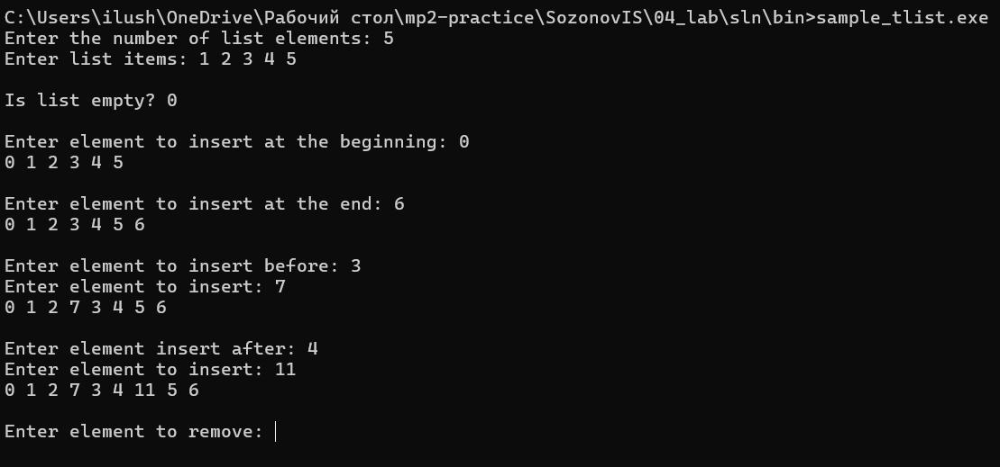 C:\Users\ilush\OneDrive\Рабочий стол\mp2-practice\SozonovIS\04_lab\sln\bin>sample_tlist.exe
Enter the number of list elements: 5
Enter list items: 1 2 3 4 5
Is list empty? 0
Enter element to insert at the beginning: 0
0 1 2 3 4 5
Enter element to insert at the end: 6
0 1 2 3 4 5 6
Enter element to insert before: 3
Enter element to insert: 7
0 1 2 7 3 4 5 6
Enter element insert after: 4
Enter element to insert: 11
0 1 2 7 3 4 11 5 6
Enter element to remove: